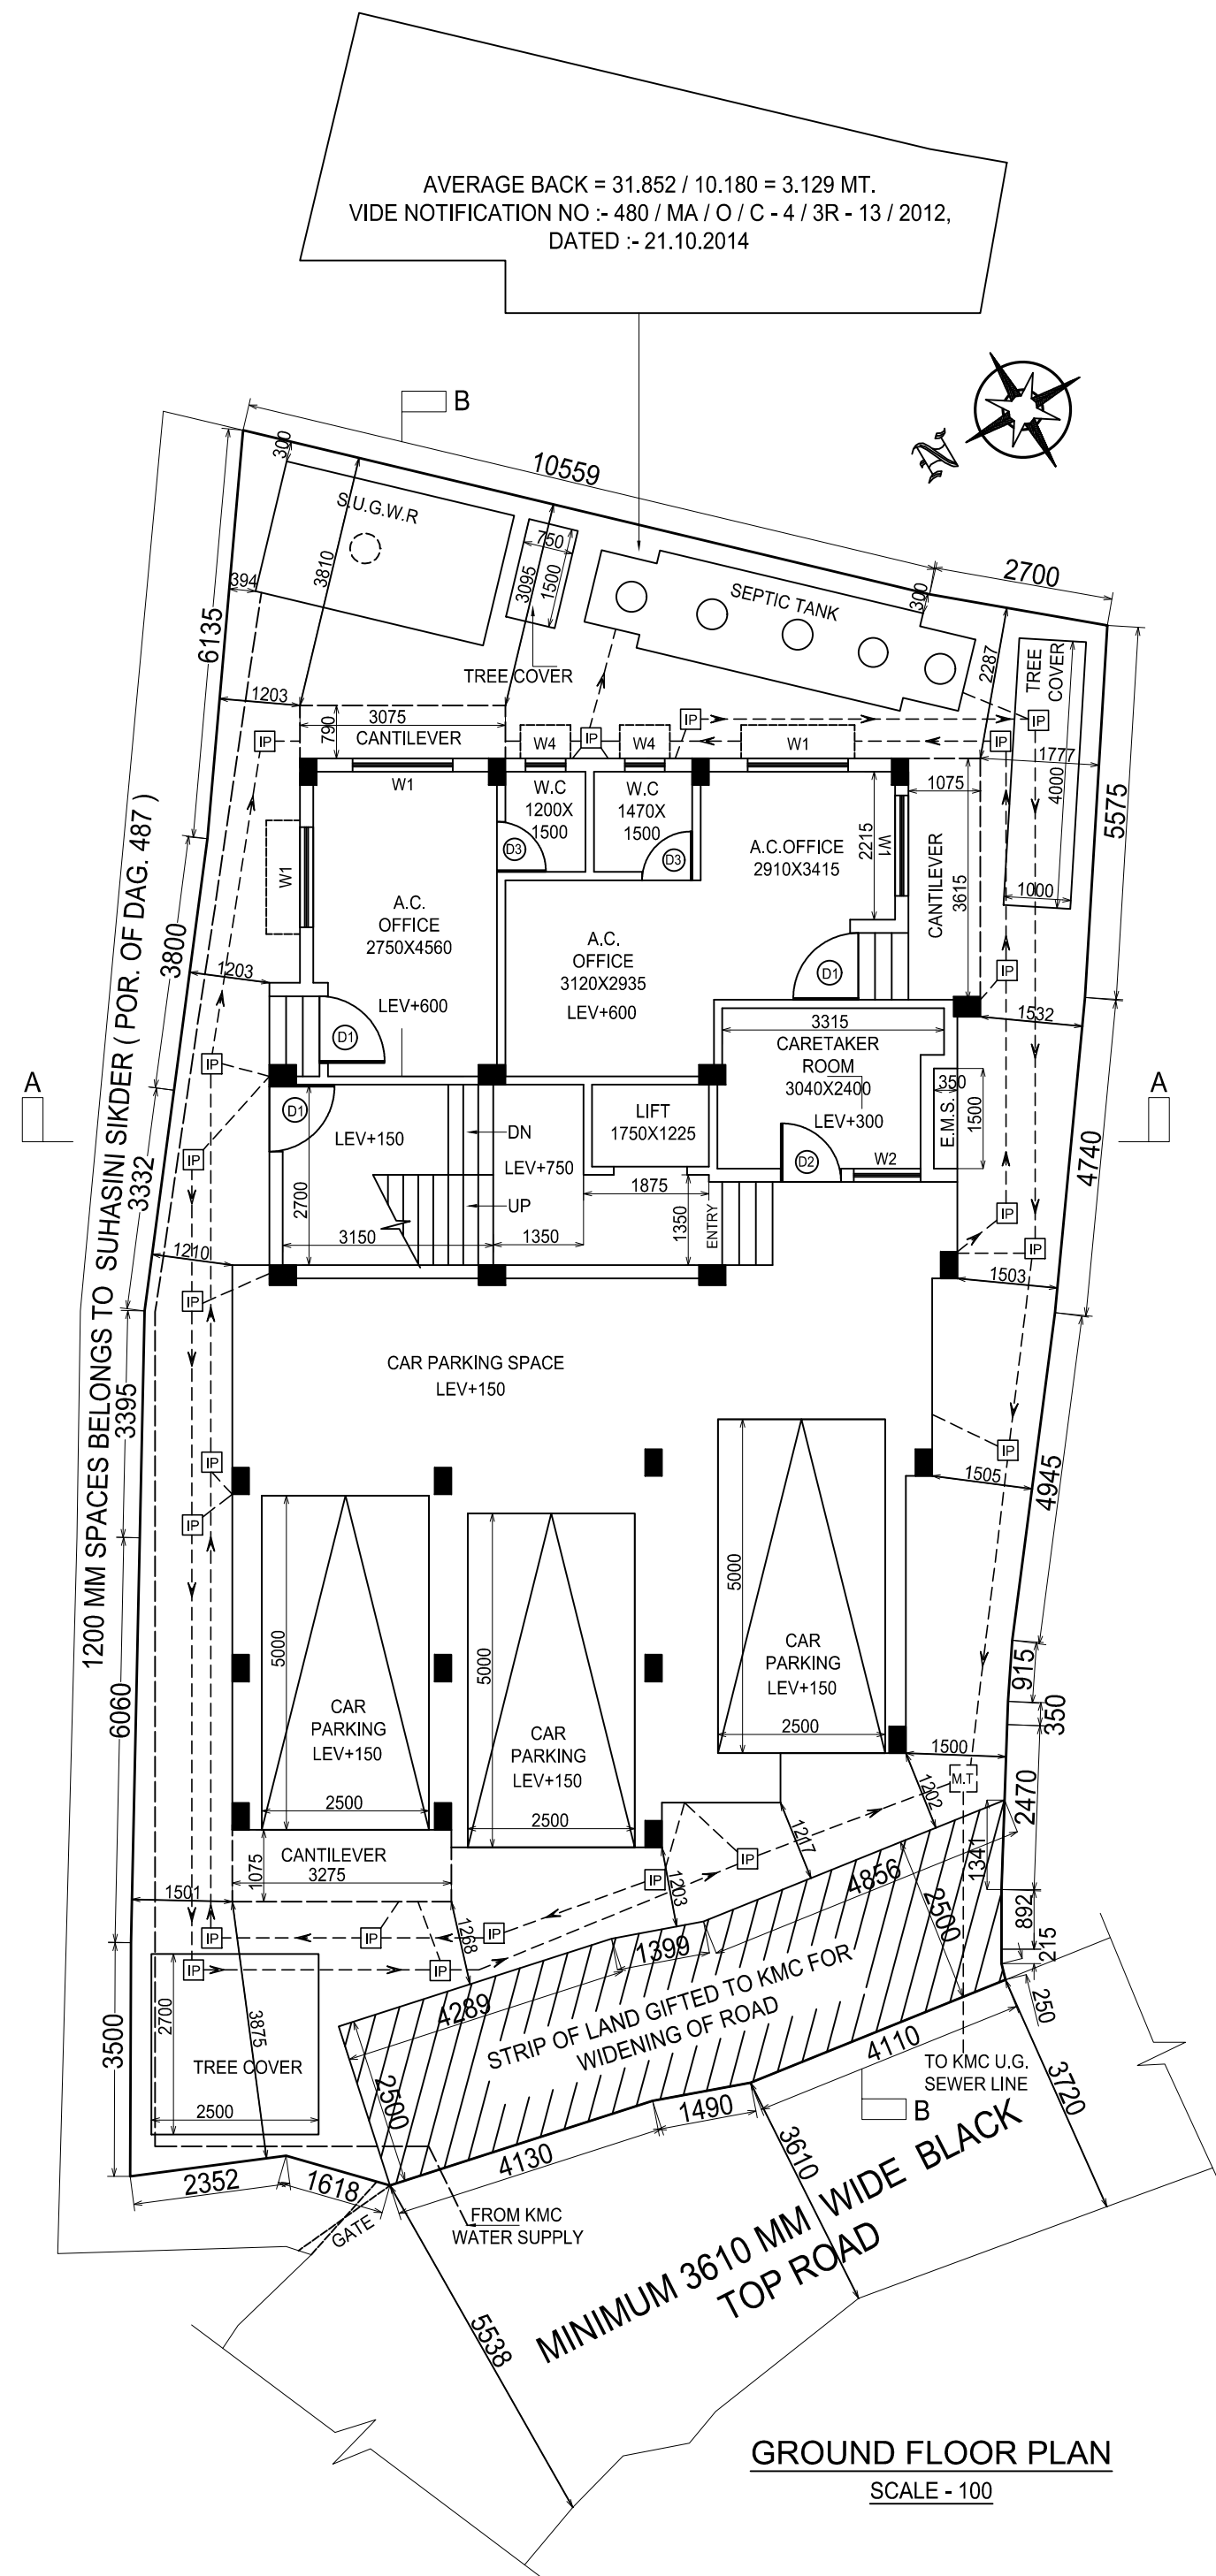 AVERAGE BACK = 31.852 / 10.180 = 3.129 MT.
VIDE NOTIFICATION NO :- 480 / MA / O / C - 4 / 3R - 13 / 2012,
DATED :- 21.10.2014
B
N
10559
2700
300
S.U.G.W.R
3810
394
750
3095
1500
TREE COVER
SEPTIC TANK
300
2287
TREE
COVER
4000
1000
1777
5575
6135
1203
3075
790
CANTILEVER
IP
W4
IP
W4
IP
W1
IP
IP
1075
W1
W.C
1200X
1500
W.C
1470X
1500
D3
D3
A.C.OFFICE
2910X3415
2215
W1
CANTILEVER
3615
W1
A.C.
OFFICE
2750X4560
LEV+600
A.C.
OFFICE
3120X2935
LEV+600
D1
D1
IP
3800
1203
1532
1200 MM SPACES BELONGS TO SUHASINI SIKDER ( POR. OF DAG. 487 )
3315
CARETAKER
ROOM
3040X2400
LEV+300
350
E.M.S.
1500
A
A
IP
D1
LEV+150
DN
LEV+750
UP
LIFT
1750X1225
D2
W2
4740
3332
IP
2700
3150
1350
1875
1350
ENTRY
IP
IP
1210
1503
IP
CAR PARKING SPACE
LEV+150
3395
4945
IP
IP
IP
1505
5000
CAR
PARKING
LEV+150
2500
5000
CAR
PARKING
LEV+150
2500
5000
CAR
PARKING
LEV+150
2500
6060
915
350
2470
1500
M.T
1202
1217
1341
CANTILEVER
3275
1075
1501
IP
IP
1203
1268
IP
IP
IP
IP
IP
4856
2500
892
215
250
1399
4289
3500
2700
3875
TREE COVER
2500
2500
STRIP OF LAND GIFTED TO KMC FOR
WIDENING OF ROAD
4110
TO KMC U.G.
SEWER LINE
B
3720
1490
4130
3610
2352
1618
GATE
FROM KMC
WATER SUPPLY
5538
MINIMUM 3610 MM WIDE BLACK
TOP ROAD
GROUND FLOOR PLAN
SCALE - 100